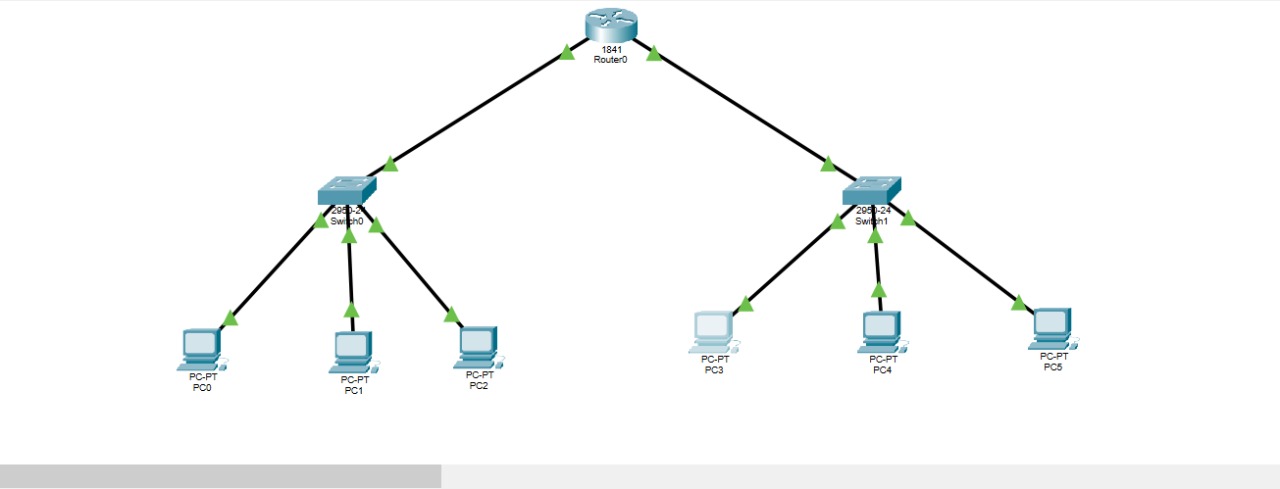 1841
Router0
2950-24
Switch0
2950-24
Switch1
PC-PT
PC0
PC-PT
PC1
PC-PT
PC2
PC-PT
PC3
PC-PT
PC4
PC-PT
PC5